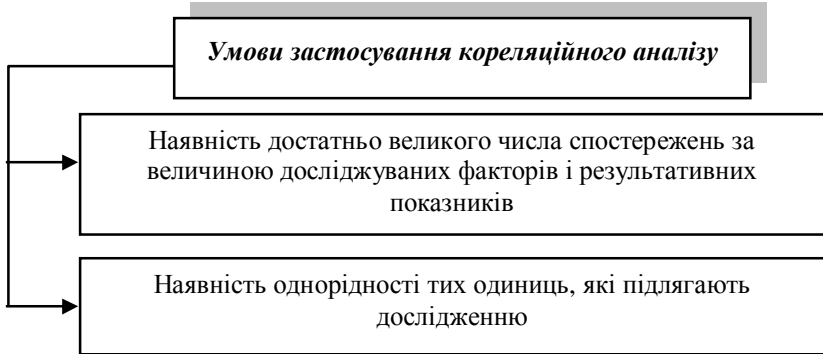 Умови застосування кореляційного аналізу
Наявність достатньо великого числа спостережень за
величиною досліджуваних факторів і результативних
показників
Наявність однорідності тих одиниць, які підлягають
дослідженню